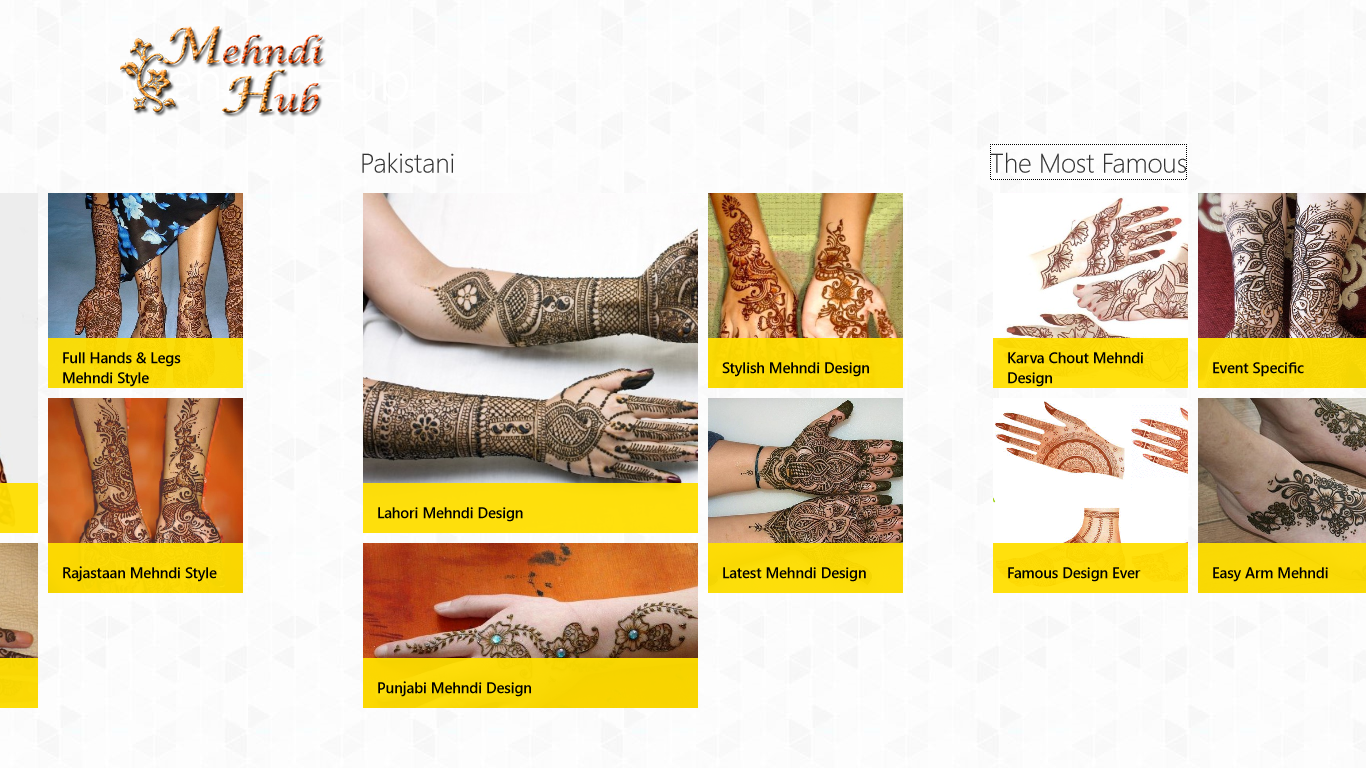 Mehndi
Hub
Pakistani
The Most Famous
Full Hands & Legs
Mehndi Style
Rajastaan Mehndi Style
Lahori Mehndi Design
Punjabi Mehndi Design
Stylish Mehndi Design
Latest Mehndi Design
Karva Chout Mehndi
Design
Event Specific
Famous Design Ever
Easy Arm Mehndi